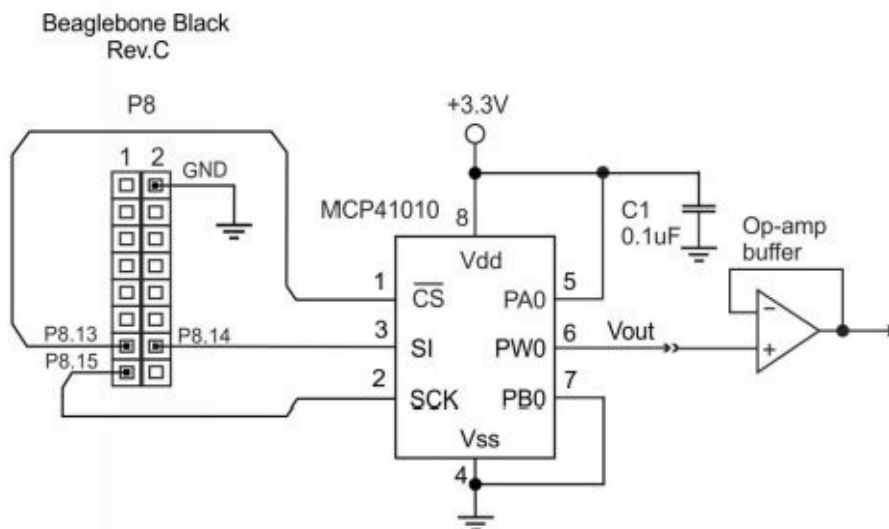 Beaglebone Black
Rev.C
P8
+3.3V
1 2
GND
MCP41010
8
C1
0.1uF
Op-amp
buffer
Vdd
1
CS
PA0
5
P8.13
P8.14
3
SI
PW0
6
Vout
P8.15
2
SCK
PB0
7
Vss
4
−
+